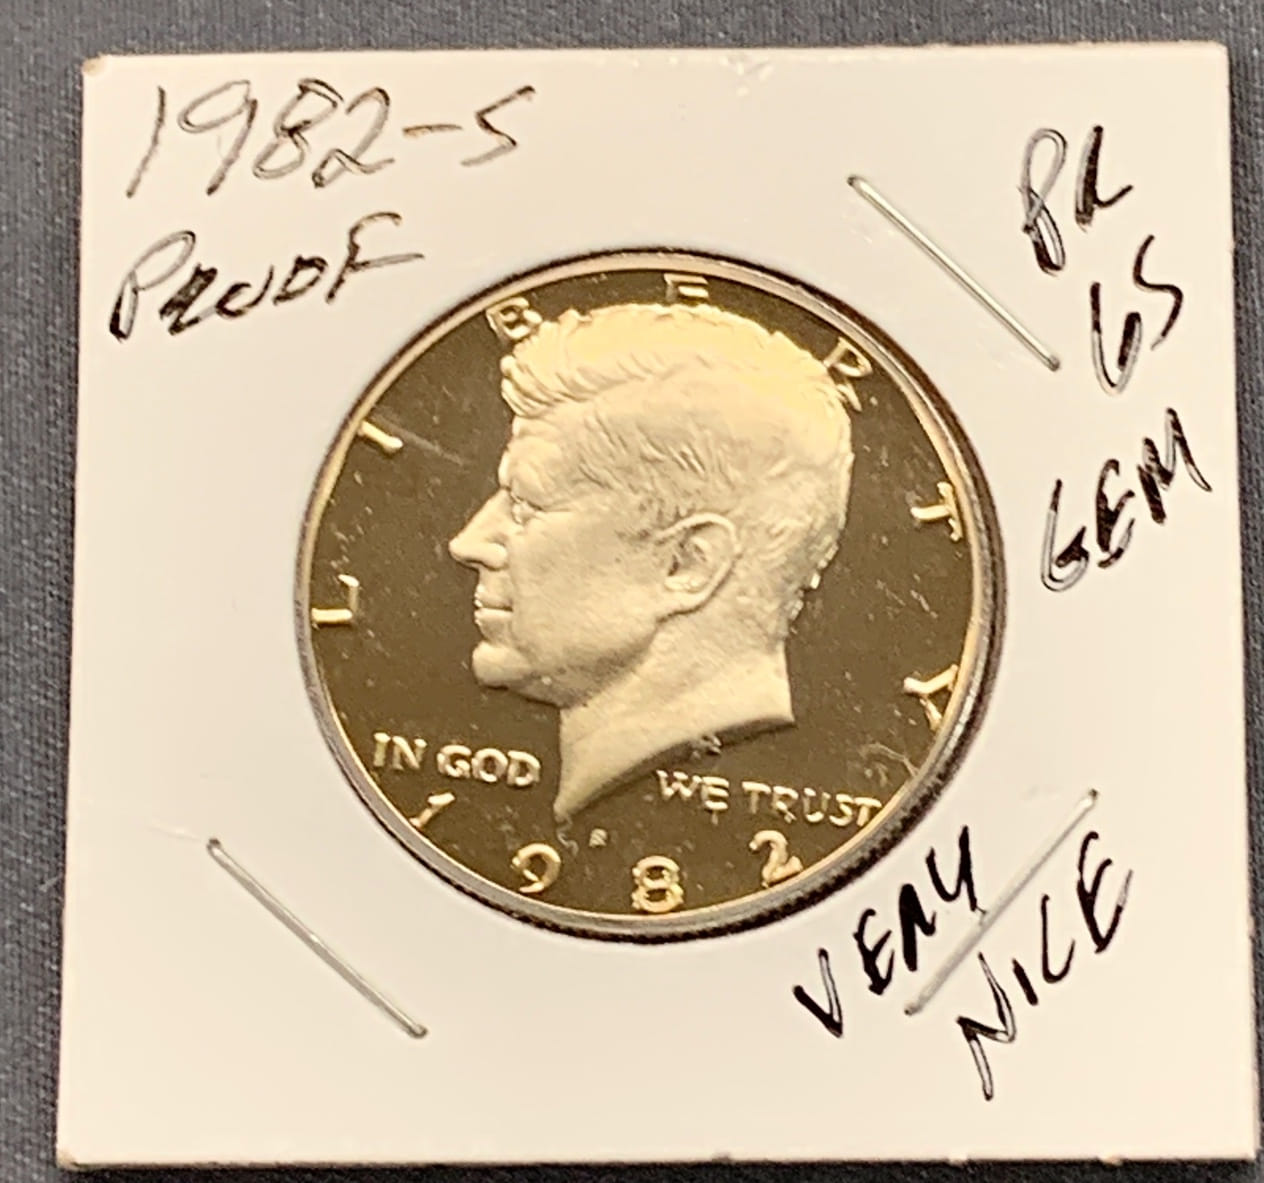 1982-S
PROOF
PR
65
GEM
LIBERTY
IN GOD WE TRUST
S
1982
VERY
NICE